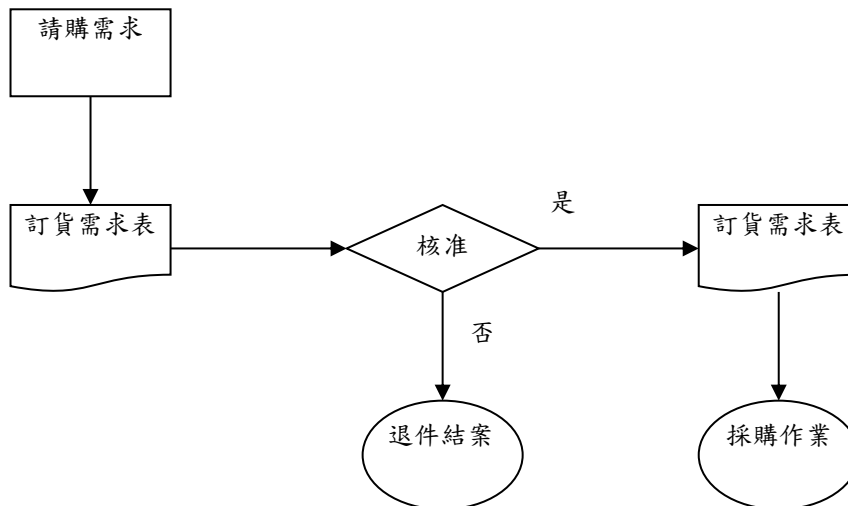 請購需求
訂貨需求表
核准
是
訂貨需求表
否
退件結案
採購作業